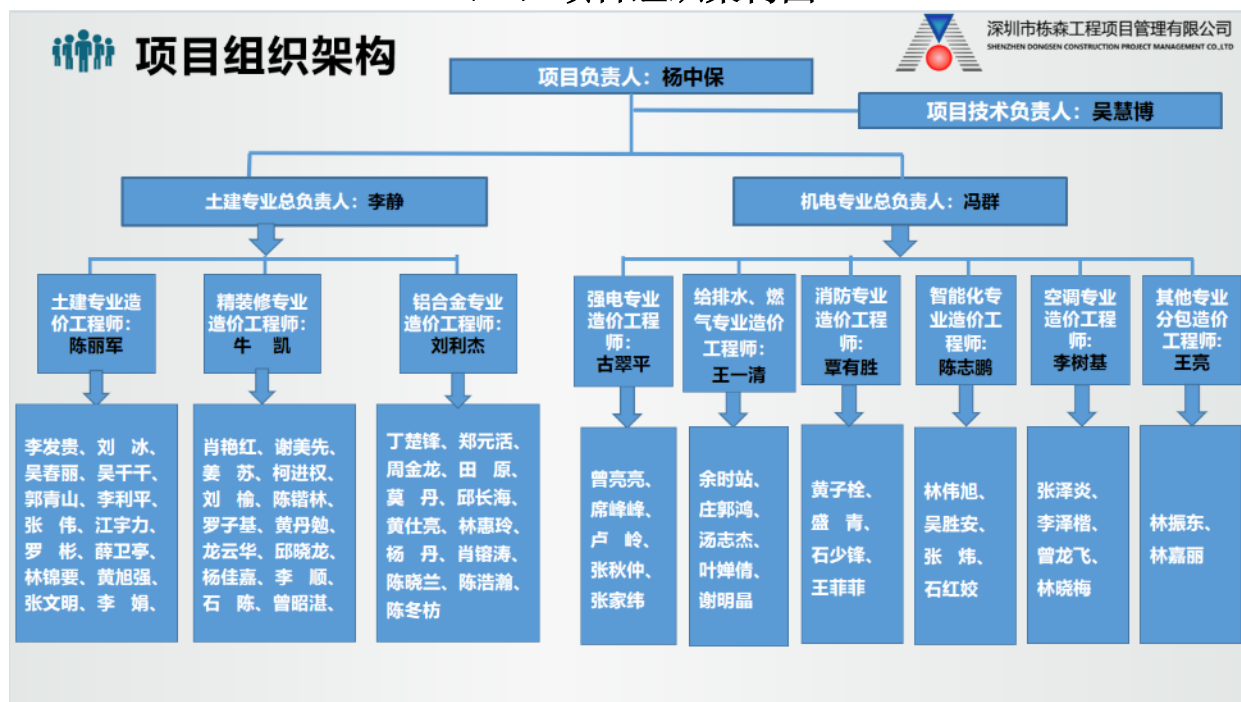 项目组织架构
深圳市栋森工程项目管理有限公司
SHENZHEN DONGSEN CONSTRUCTION PROJECT MANAGEMENT CO.,LTD
项目负责人：杨中保
项目技术负责人：吴慧博
土建专业总负责人：李静
机电专业总负责人：冯群
土建专业造
价工程师：
陈丽军
精装修专业
造价工程师：
牛 凯
铝合金专业
造价工程师：
刘利杰
强电专业
造价工程
师：
古翠平
给排水、燃
气专业造价
工程师：
王一清
消防专业
造价工程
师：
覃有胜
智能化专
业造价工
程师：
陈志鹏
空调专业
造价工程
师：
李树基
其他专业
分包造价
工程师：
王亮
李发贵、刘 冰、
吴春丽、吴干干、
郭青山、李利平、
张 伟、江宇力、
罗 彬、薛卫亭、
林锦要、黄旭强、
张文明、李 娟、
肖艳红、谢美先、
姜 苏、柯进权、
刘 榆、陈锴林、
罗子基、黄丹勉、
龙云华、邱晓龙、
杨佳嘉、李 顺、
石 陈、曾昭湛、
丁楚锋、郑元活、
周金龙、田 原、
莫 丹、邱长海、
黄仕亮、林惠玲、
杨 丹、肖镕涛、
陈晓兰、陈浩瀚、
陈冬枋
曾亮亮、
席峰峰、
卢 岭、
张秋仲、
张家纬
余时站、
庄郭鸿、
汤志杰、
叶婵倩、
谢明晶
黄子栓、
盛 青、
石少锋、
王菲菲
林伟旭、
吴胜安、
张 炜、
石红姣
张泽炎、
李泽楷、
曾龙飞、
林晓梅
林振东、
林嘉丽